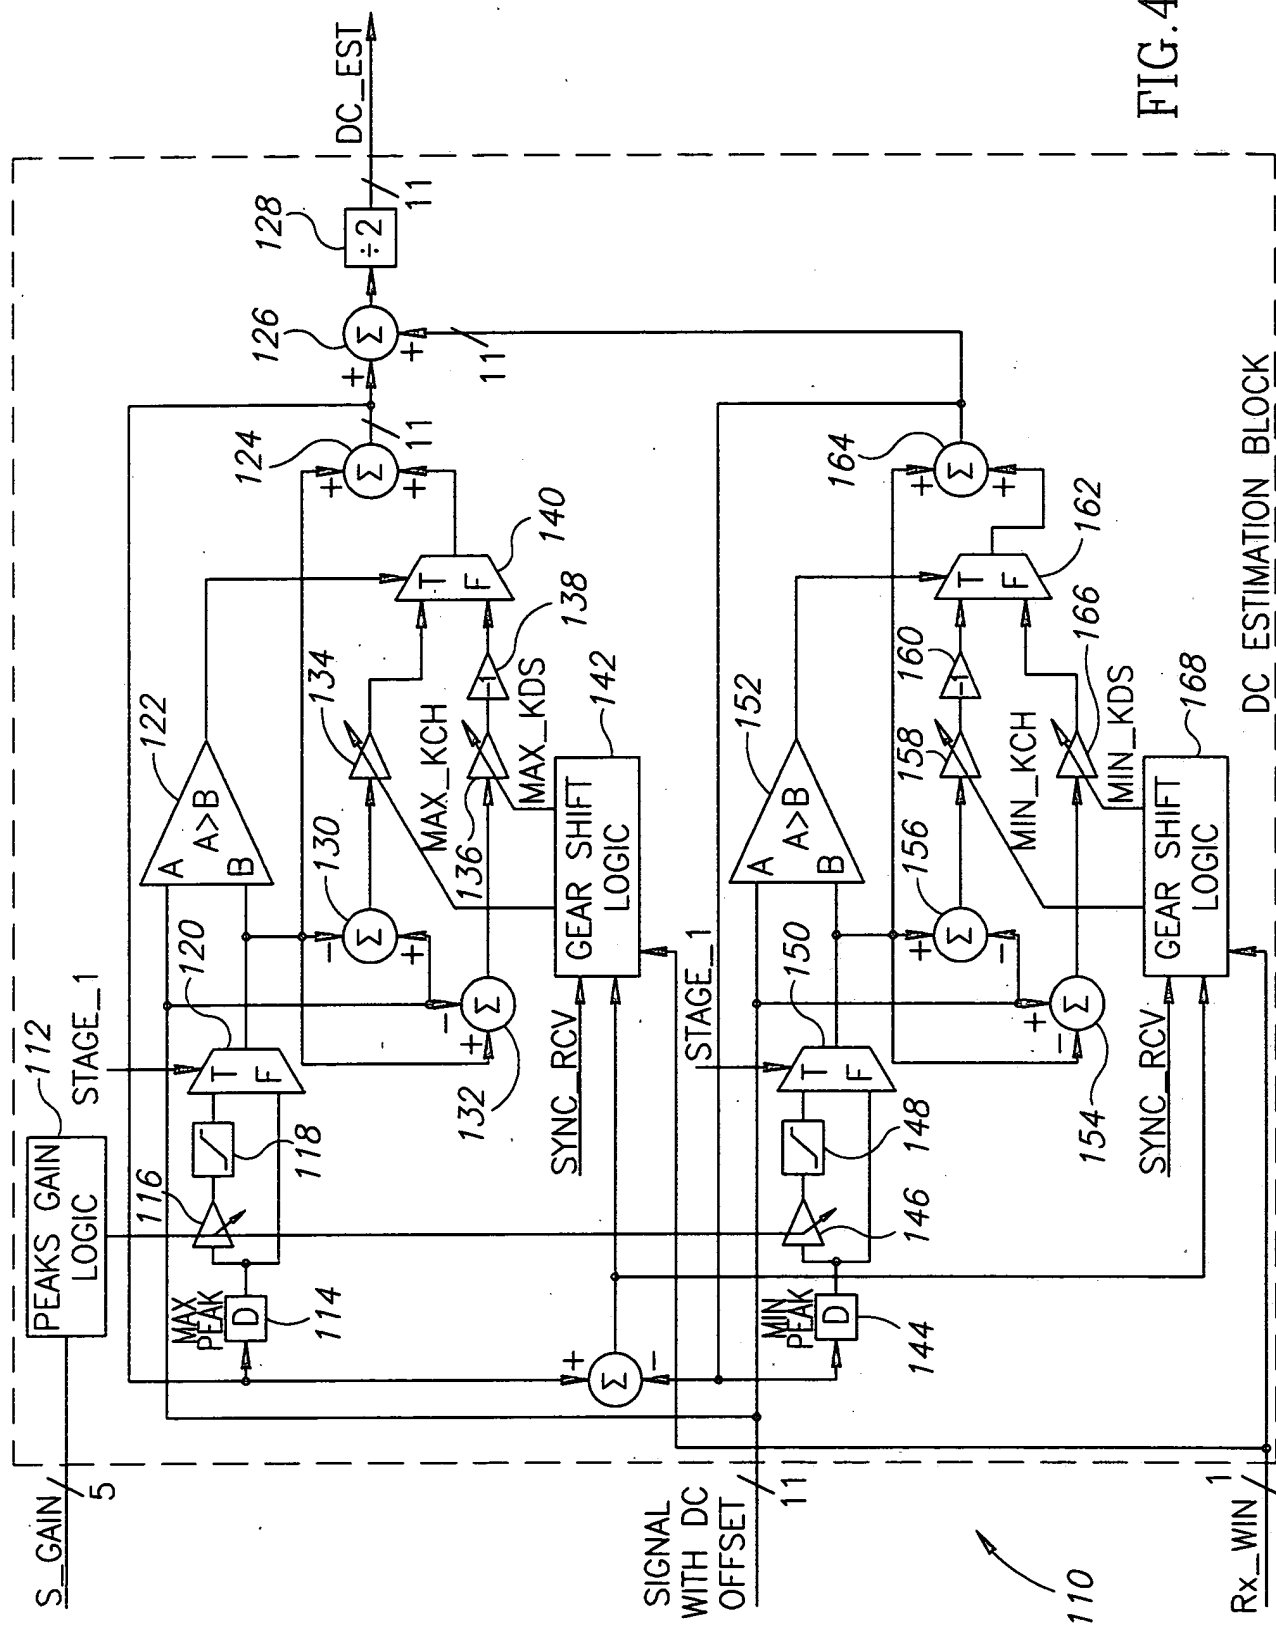 FIG.4
DC_EST
11
128
÷2
126
Σ
+
+
11
124
11
Σ
+
+
164
Σ
+
+
140
T
F
162
T
F
122
A
A>B
B
134
138
-1
136
MAX_KCH
MAX_KDS
142
GEAR SHIFT
LOGIC
130
Σ
-
+
132
Σ
-
+
SYNC_RCV
152
A
A>B
B
160
-1
158
166
MIN_KCH
MIN_KDS
168
GEAR SHIFT
LOGIC
156
Σ
+
-
154
Σ
+
-
SYNC_RCV
DC ESTIMATION BLOCK
STAGE_1
120
T
F
STAGE_1
150
T
F
112
PEAKS GAIN
LOGIC
116
118
MAX
PEAK
D
114
146
148
MIN
PEAK
D
144
+
Σ
-
S_GAIN
5
SIGNAL
WITH DC
OFFSET
11
Rx_WIN
1
110